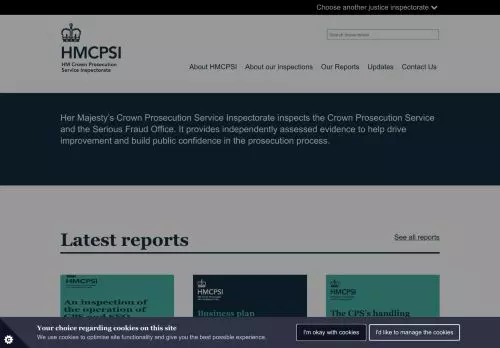 Choose another justice inspectorate
HMCPSI
HM Crown Prosecution
Service Inspectorate
About HMCPSI About our inspections Our Reports Updates Contact Us
Her Majesty's Crown Prosecution Service Inspectorate inspects the Crown Prosecution Service
and the Serious Fraud Office. It provides independently assessed evidence to help drive
improvement and build public confidence in the prosecution process.
Latest reports
See all reports
HMCPSI
HMCPSI
HMCPSI
An inspection of
the operation of
Business plan
The CPS's handling
Your choice regarding cookies on this site
We use cookies to optimise site functionality and give you the best possible experience.
I'm okay with cookies
I'd like to manage the cookies